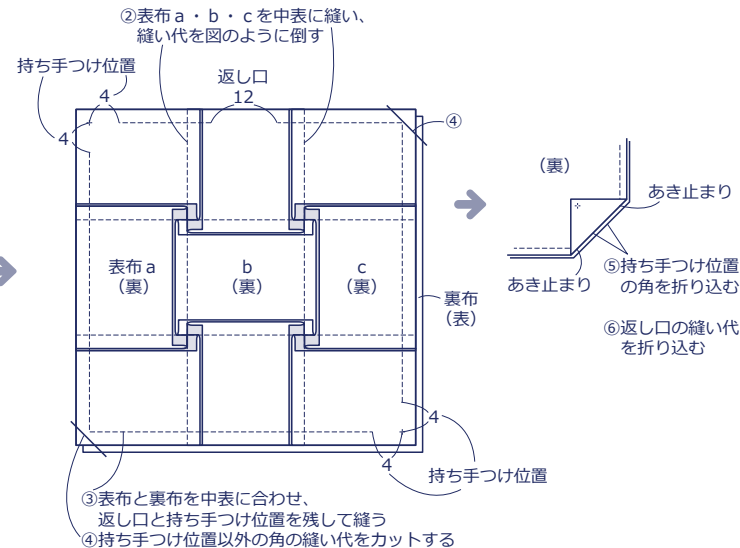 ②表布ａ・ｂ・ｃを中表に縫い、
縫い代を図のように倒す
持ち手つけ位置
4
4
返し口
12
④
表布ａ
（裏）
ｂ
（裏）
ｃ
（裏）
裏布
（表）
4
4
持ち手つけ位置
③表布と裏布を中表に合わせ、
返し口と持ち手つけ位置を残して縫う
④持ち手つけ位置以外の角の縫い代をカットする
（裏）
あき止まり
あき止まり
⑤持ち手つけ位置
の角を折り込む
⑥返し口の縫い代
を折り込む